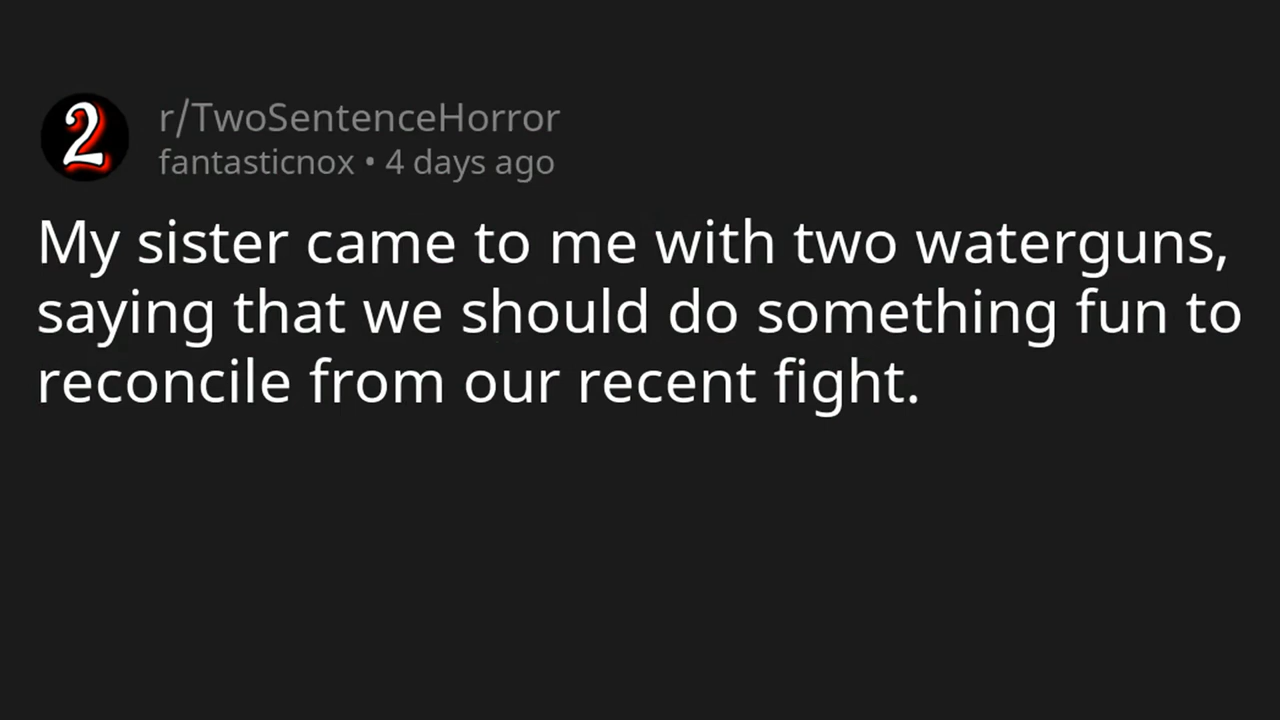 2
r/TwoSentenceHorror
fantasticnox • 4 days ago
My sister came to me with two waterguns,
saying that we should do something fun to
reconcile from our recent fight.